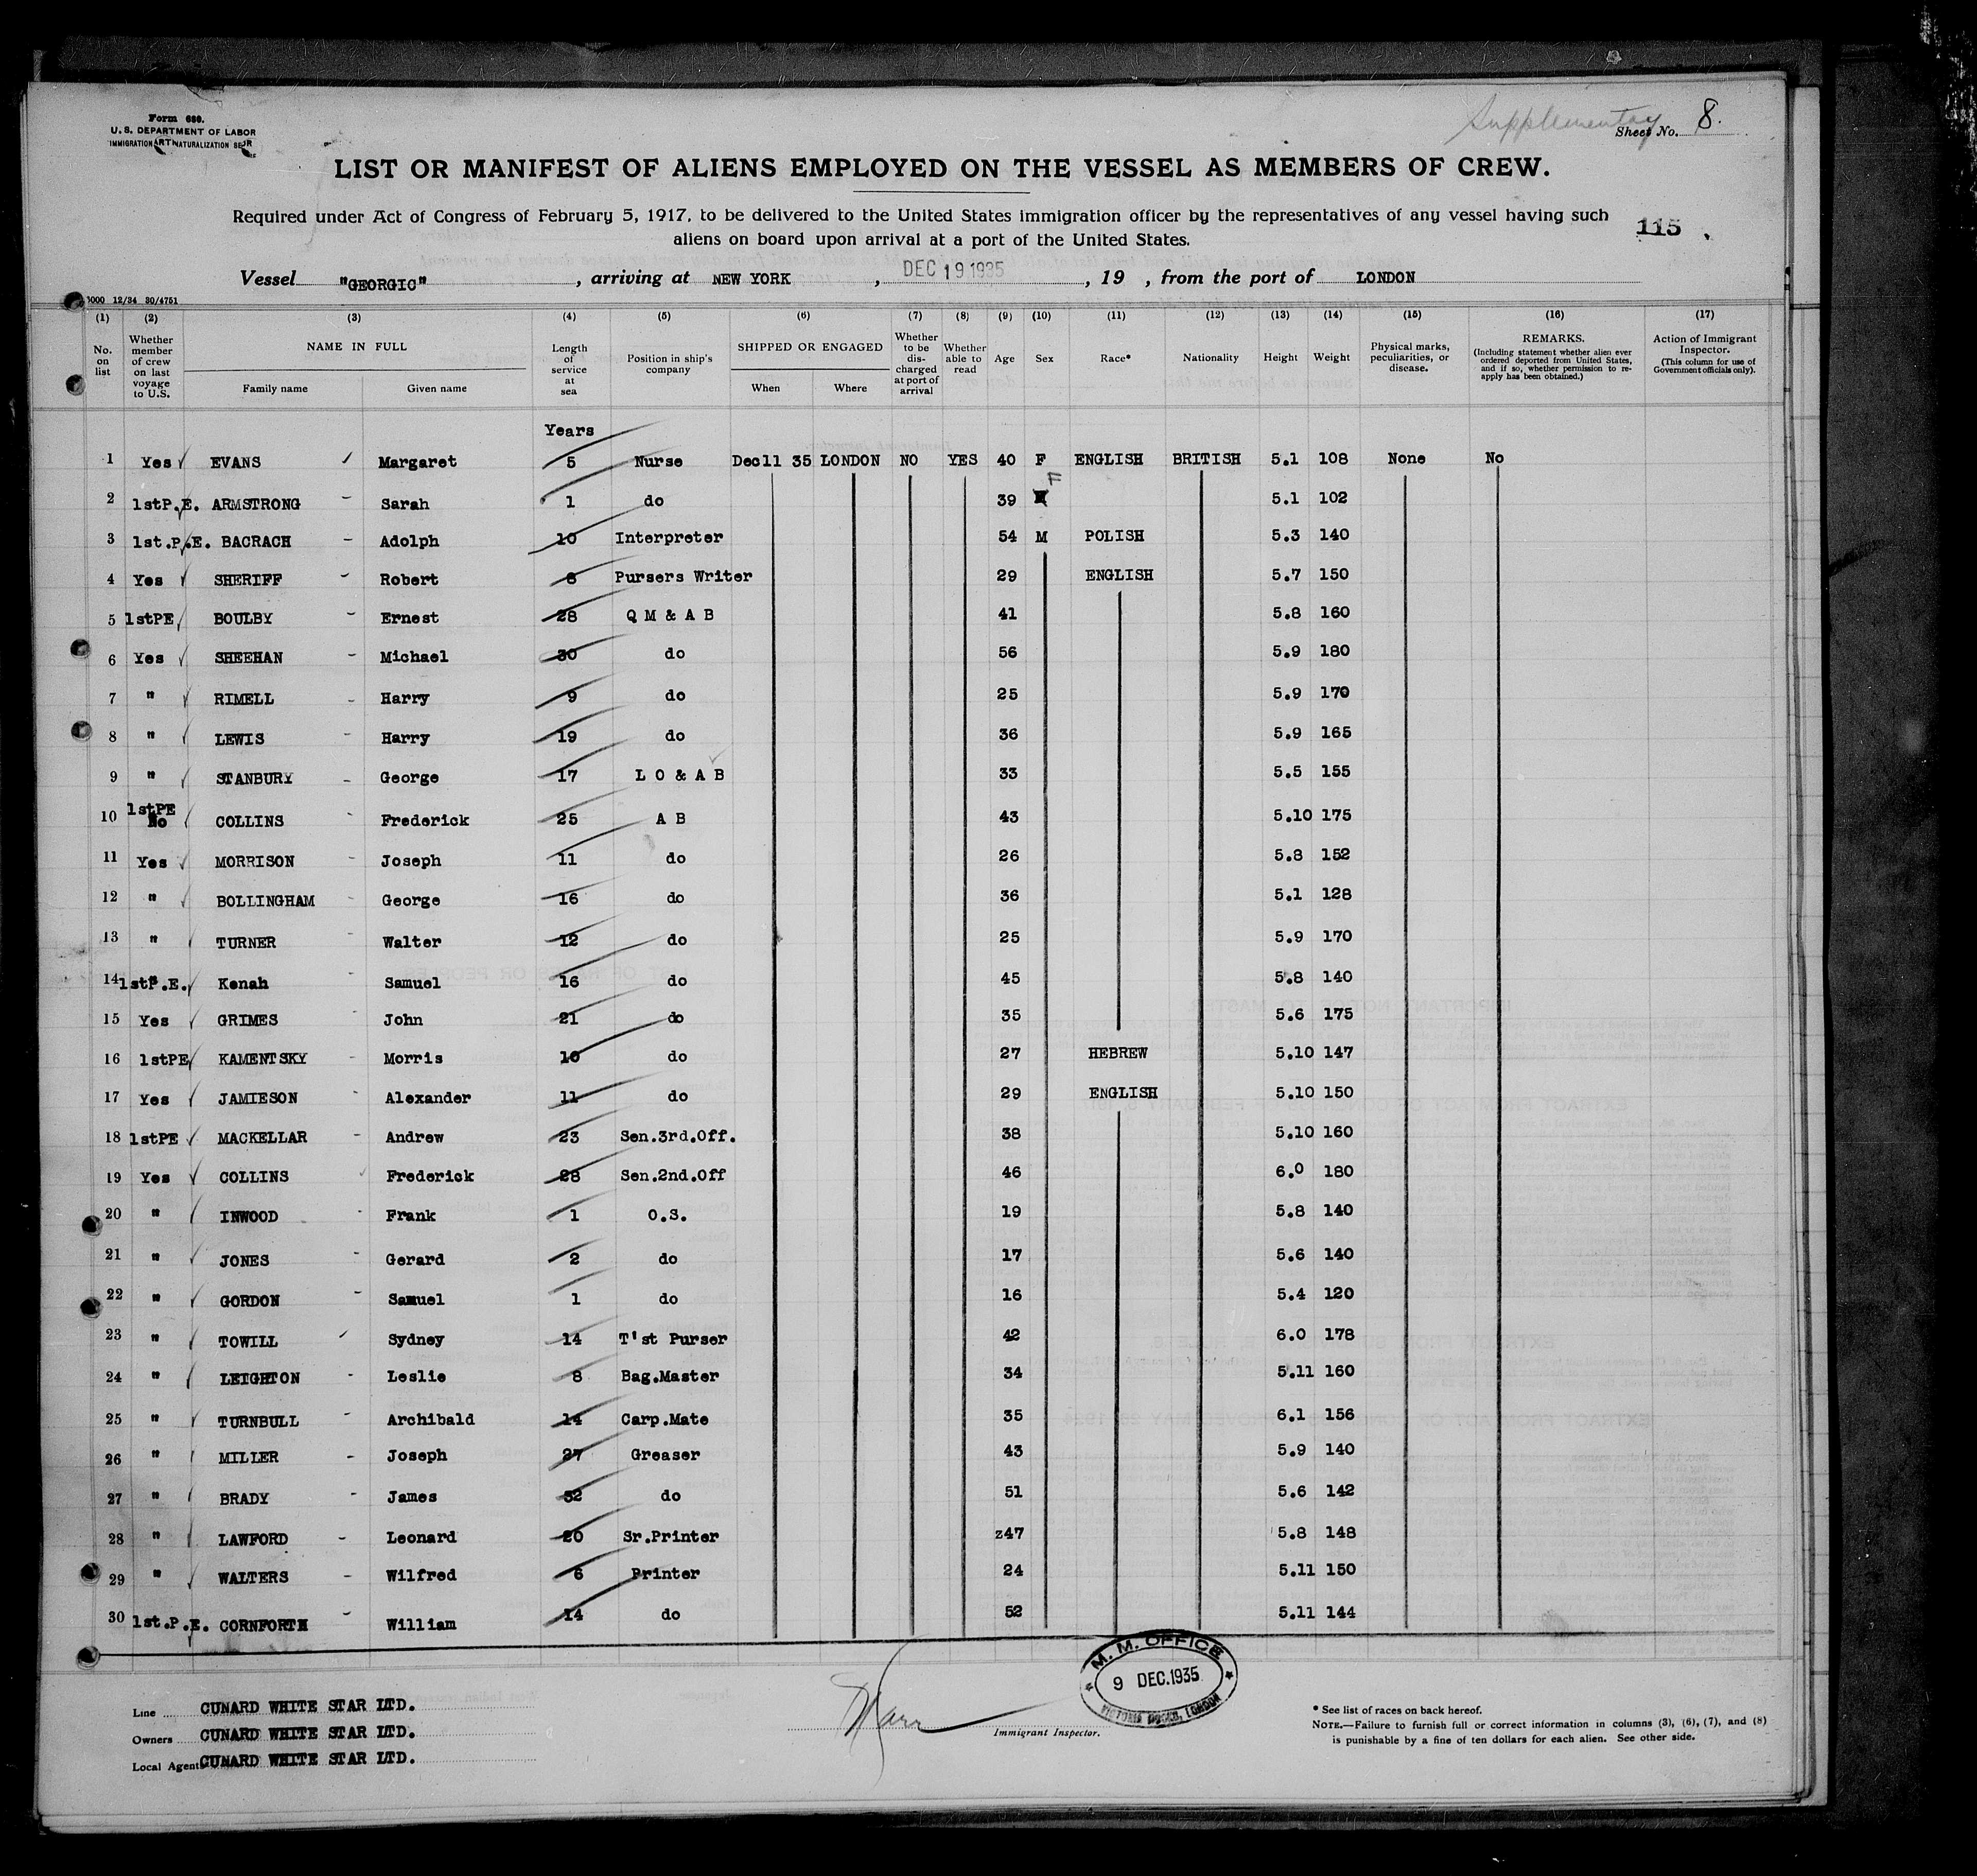 Form 680.
U. S. DEPARTMENT OF LABOR
Supplementary Sheet No. 8.
LIST OR MANIFEST OF ALIENS EMPLOYED ON THE VESSEL AS MEMBERS OF CREW.
Required under Act of Congress of February 5, 1917, to be delivered to the United States immigration officer by the representatives of any vessel having such
aliens on board upon arrival at a port of the United States.
115
Vessel "GEORGIC", arriving at NEW YORK, DEC 19 1935, 19 , from the port of LONDON
5000 12/34 30/4751
(1) (2) (3) (4) (5) (6) (7) (8) (9) (10) (11) (12) (13) (14) (15) (16) (17)
No. on list
Whether member of crew on last voyage to U.S.
NAME IN FULL
Family name Given name
Length of service at sea
Position in ship's company
SHIPPED OR ENGAGED
When Where
Whether to be discharged at port of arrival
Whether able to read
Age Sex Race* Nationality Height Weight
Physical marks, peculiarities, or disease.
REMARKS.
(Including statement whether alien ever ordered deported from United States, and if so, whether permission to re-apply has been obtained.)
Action of Immigrant Inspector.
(This column for use of Government officials only).
Years
1 Yes EVANS Margaret 5 Nurse Dec11 35 LONDON NO YES 40 F ENGLISH BRITISH 5.1 108 None No
2 1stP.E. ARMSTRONG Sarah 1 do 39 F 5.1 102
3 1st.P.E. BACRACH Adolph 10 Interpreter 54 M POLISH 5.3 140
4 Yes SHERIFF Robert 8 Pursers Writer 29 ENGLISH 5.7 150
5 1stPE BOULBY Ernest 28 Q M & A B 41 5.8 160
6 Yes SHEEHAN Michael 30 do 56 5.9 180
7 " RIMELL Harry 9 do 25 5.9 170
8 " LEWIS Harry 19 do 36 5.9 165
9 " STANBURY George 17 L O & A B 33 5.5 155
10 1stPE No COLLINS Frederick 25 A B 43 5.10 175
11 Yes MORRISON Joseph 11 do 26 5.8 152
12 " BOLLINGHAM George 16 do 36 5.1 128
13 " TURNER Walter 12 do 25 5.9 170
14 1stP.E. Kenah Samuel 16 do 45 5.8 140
15 Yes GRIMES John 21 do 35 5.6 175
16 1stPE KAMENTSKY Morris 10 do 27 HEBREW 5.10 147
17 Yes JAMIESON Alexander 11 do 29 ENGLISH 5.10 150
18 1stPE MACKELLAR Andrew 23 Sen.3rd.Off. 38 5.10 160
19 Yes COLLINS Frederick 28 Sen.2nd.Off 46 6.0 180
20 " INWOOD Frank 1 O.S. 19 5.8 140
21 " JONES Gerard 2 do 17 5.6 140
22 " GORDON Samuel 1 do 16 5.4 120
23 " TOWILL Sydney 14 T'st Purser 42 6.0 178
24 " LEIGHTON Leslie 8 Bag.Master 34 5.11 160
25 " TURNBULL Archibald 14 Carp.Mate 35 6.1 156
26 " MILLER Joseph 27 Greaser 43 5.9 140
27 " BRADY James 32 do 51 5.6 142
28 " LAWFORD Leonard 20 Sr.Printer z47 5.8 148
29 " WALTERS Wilfred 6 Printer 24 5.11 150
30 1st.P.E. CORNFORTH William 14 do 52 5.11 144
M. M. OFFICE
9 DEC.1935
VICTORIA DOCKS, LONDON
Line CUNARD WHITE STAR LTD.
Owners CUNARD WHITE STAR LTD.
Local Agents CUNARD WHITE STAR LTD.
Immigrant Inspector.
* See list of races on back hereof.
NOTE.—Failure to furnish full or correct information in columns (3), (6), (7), and (8)
is punishable by a fine of ten dollars for each alien. See other side.